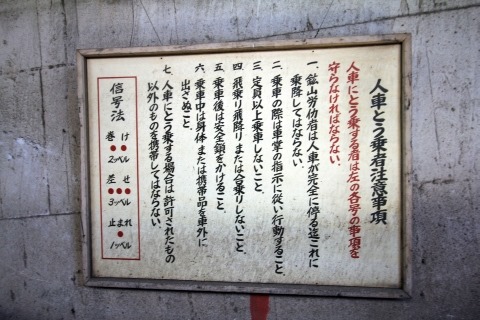 人車とう乗者注意事項
人車にとう乗する者は左の各号の事項を
守らなければならない.
一. 鉱山労仂者は人車が完全に停る迄これに
乗降してはならない.
二. 乗車の際は車掌の指示に従い行動すること.
三. 定員以上乗車しないこと.
四. 飛乗り飛降りまたは合乗りしないこと.
五. 乗車後は安全鎖をかけること.
六. 乗車中は身体または携帯品を車外に
出さぬこと.
七. 人車にとう乗する場合は許可されたもの
以外のものを携帯してはならない.
信号法
巻け
2ツベル
差せ
3ツベル
止まれ
1ツベル